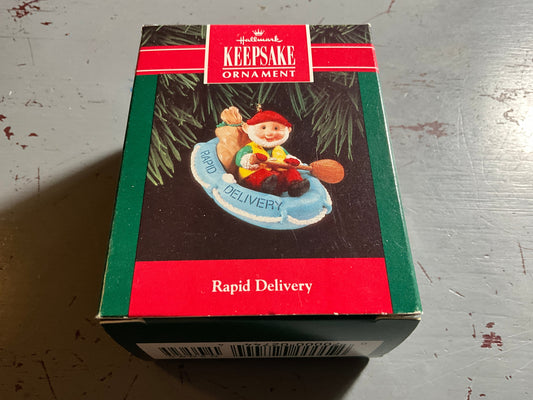 Hallmark
KEEPSAKE
ORNAMENT
RAPID DELIVERY
Rapid Delivery